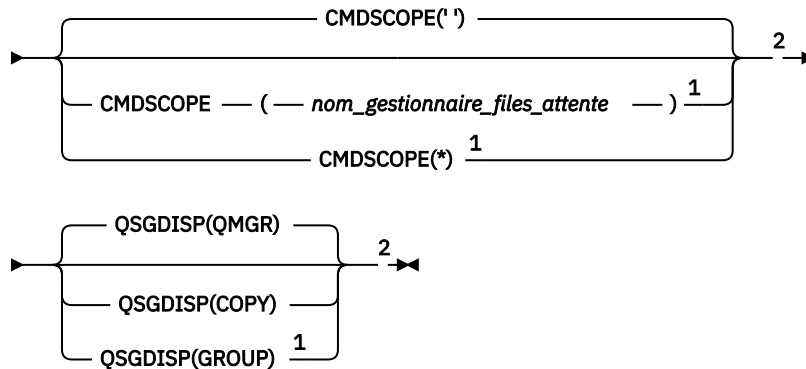 CMDSCOPE(' ')
2
CMDSCOPE ( nom_gestionnaire_files_attente ) 1
CMDSCOPE(*) 1
QSGDISP(QMGR)
2
QSGDISP(COPY)
QSGDISP(GROUP) 1